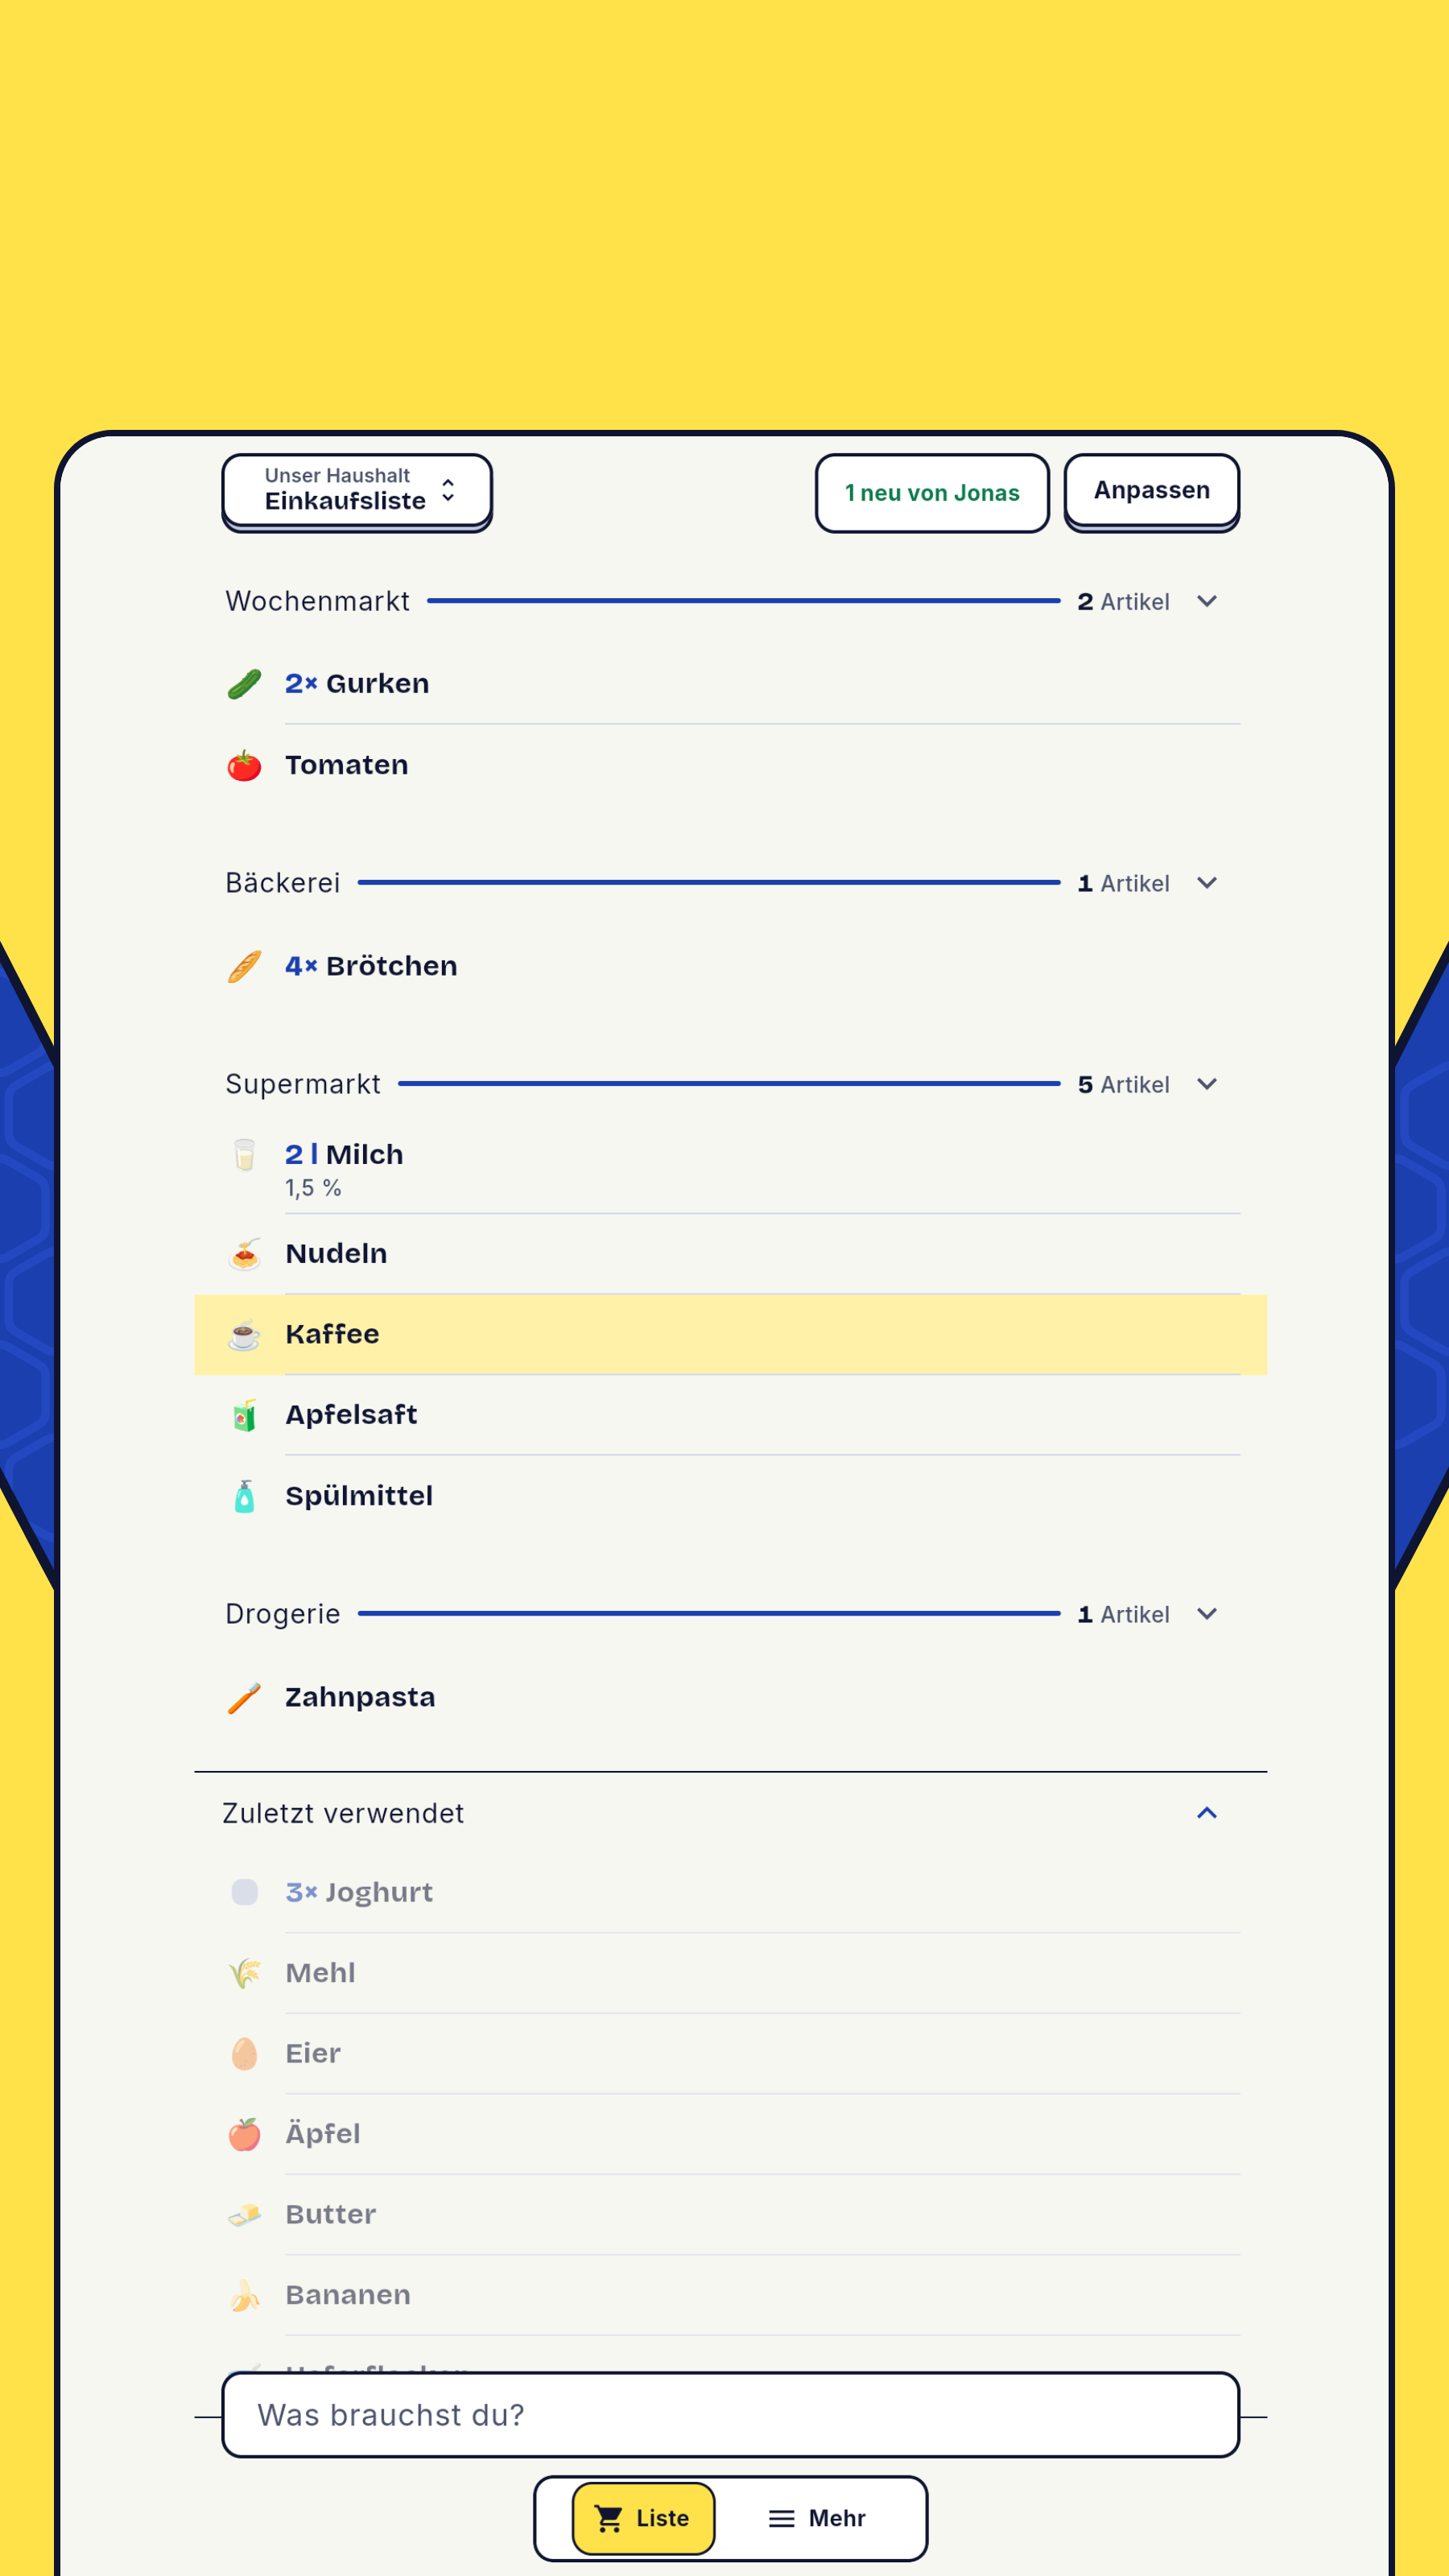 Unser Haushalt
Einkaufsliste
1 neu von Jonas
Anpassen
Wochenmarkt 2 Artikel
2× Gurken
Tomaten
Bäckerei 1 Artikel
4× Brötchen
Supermarkt 5 Artikel
2 l Milch
1,5 %
Nudeln
Kaffee
Apfelsaft
Spülmittel
Drogerie 1 Artikel
Zahnpasta
Zuletzt verwendet
3× Joghurt
Mehl
Eier
Äpfel
Butter
Bananen
Was brauchst du?
Liste
Mehr